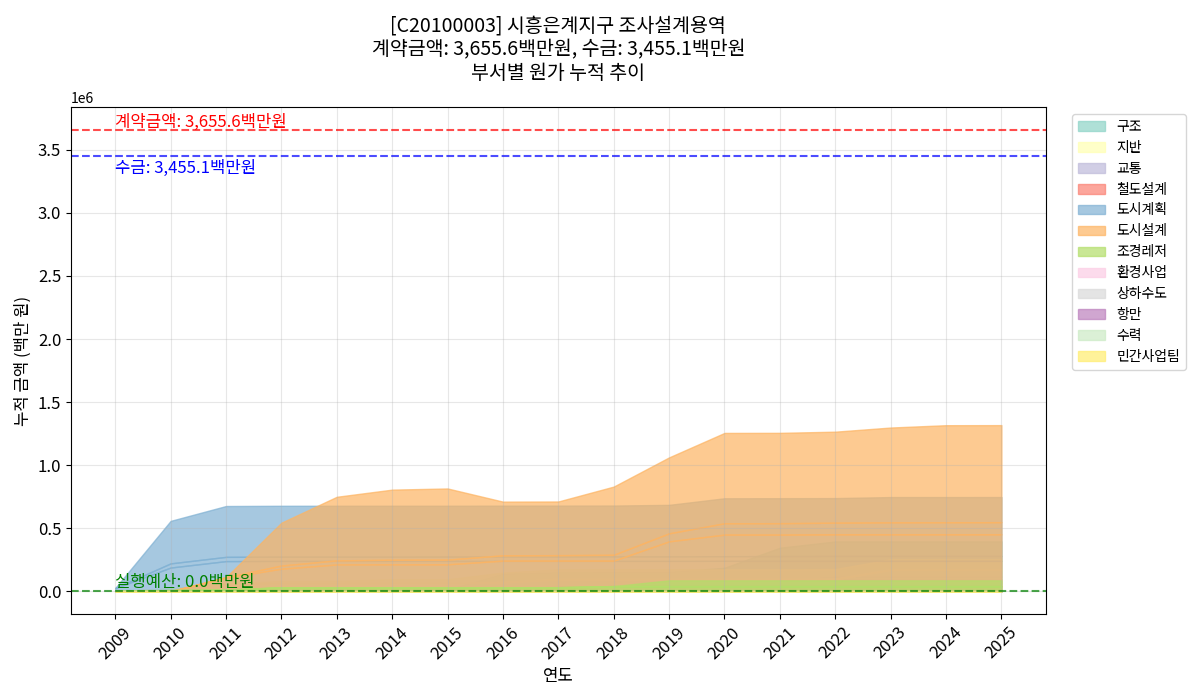 [C20100003] 시흥은계지구 조사설계용역
계약금액: 3,655.6백만원, 수금: 3,455.1백만원
부서별 원가 누적 추이
1e6
계약금액: 3,655.6백만원
수금: 3,455.1백만원
실행예산: 0.0백만원
3.5
3.0
2.5
2.0
1.5
1.0
0.5
0.0
누적 금액 (백만 원)
2009
2010
2011
2012
2013
2014
2015
2016
2017
2018
2019
2020
2021
2022
2023
2024
2025
연도
구조
지반
교통
철도설계
도시계획
도시설계
조경레저
환경사업
상하수도
항만
수력
민간사업팀